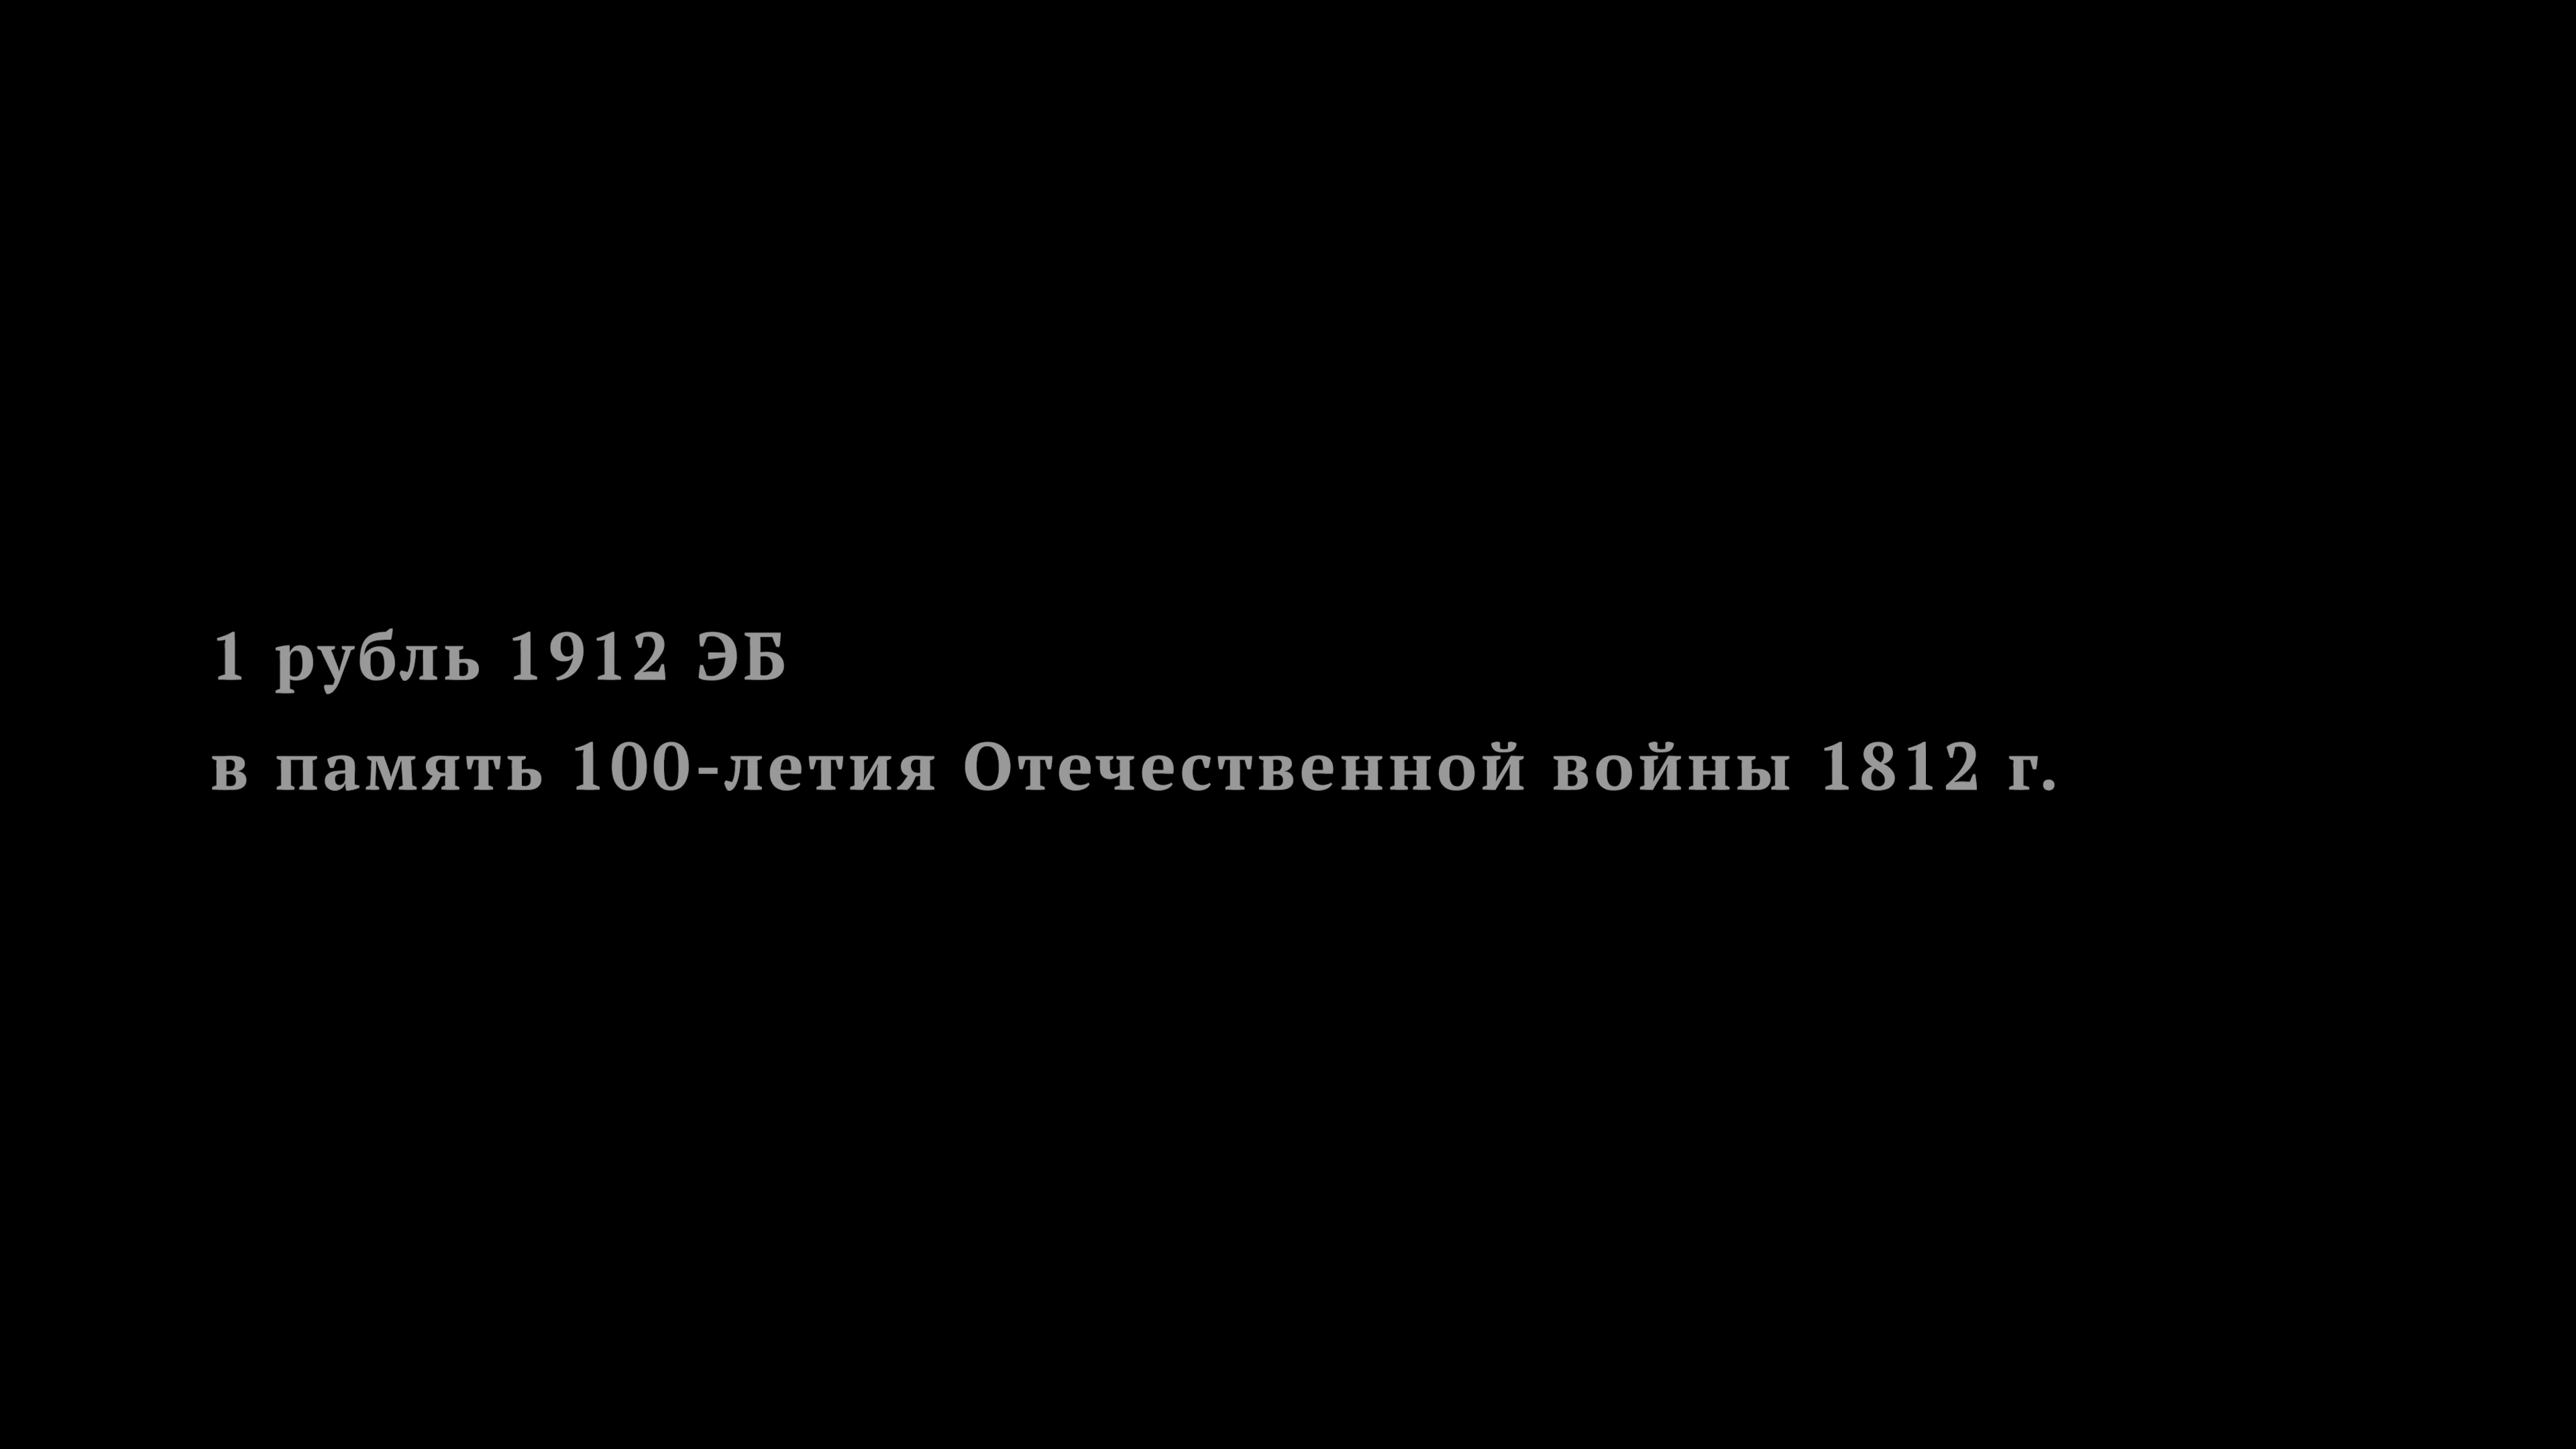 1 рубль 1912 ЭБ
в память 100-летия Отечественной войны 1812 г.